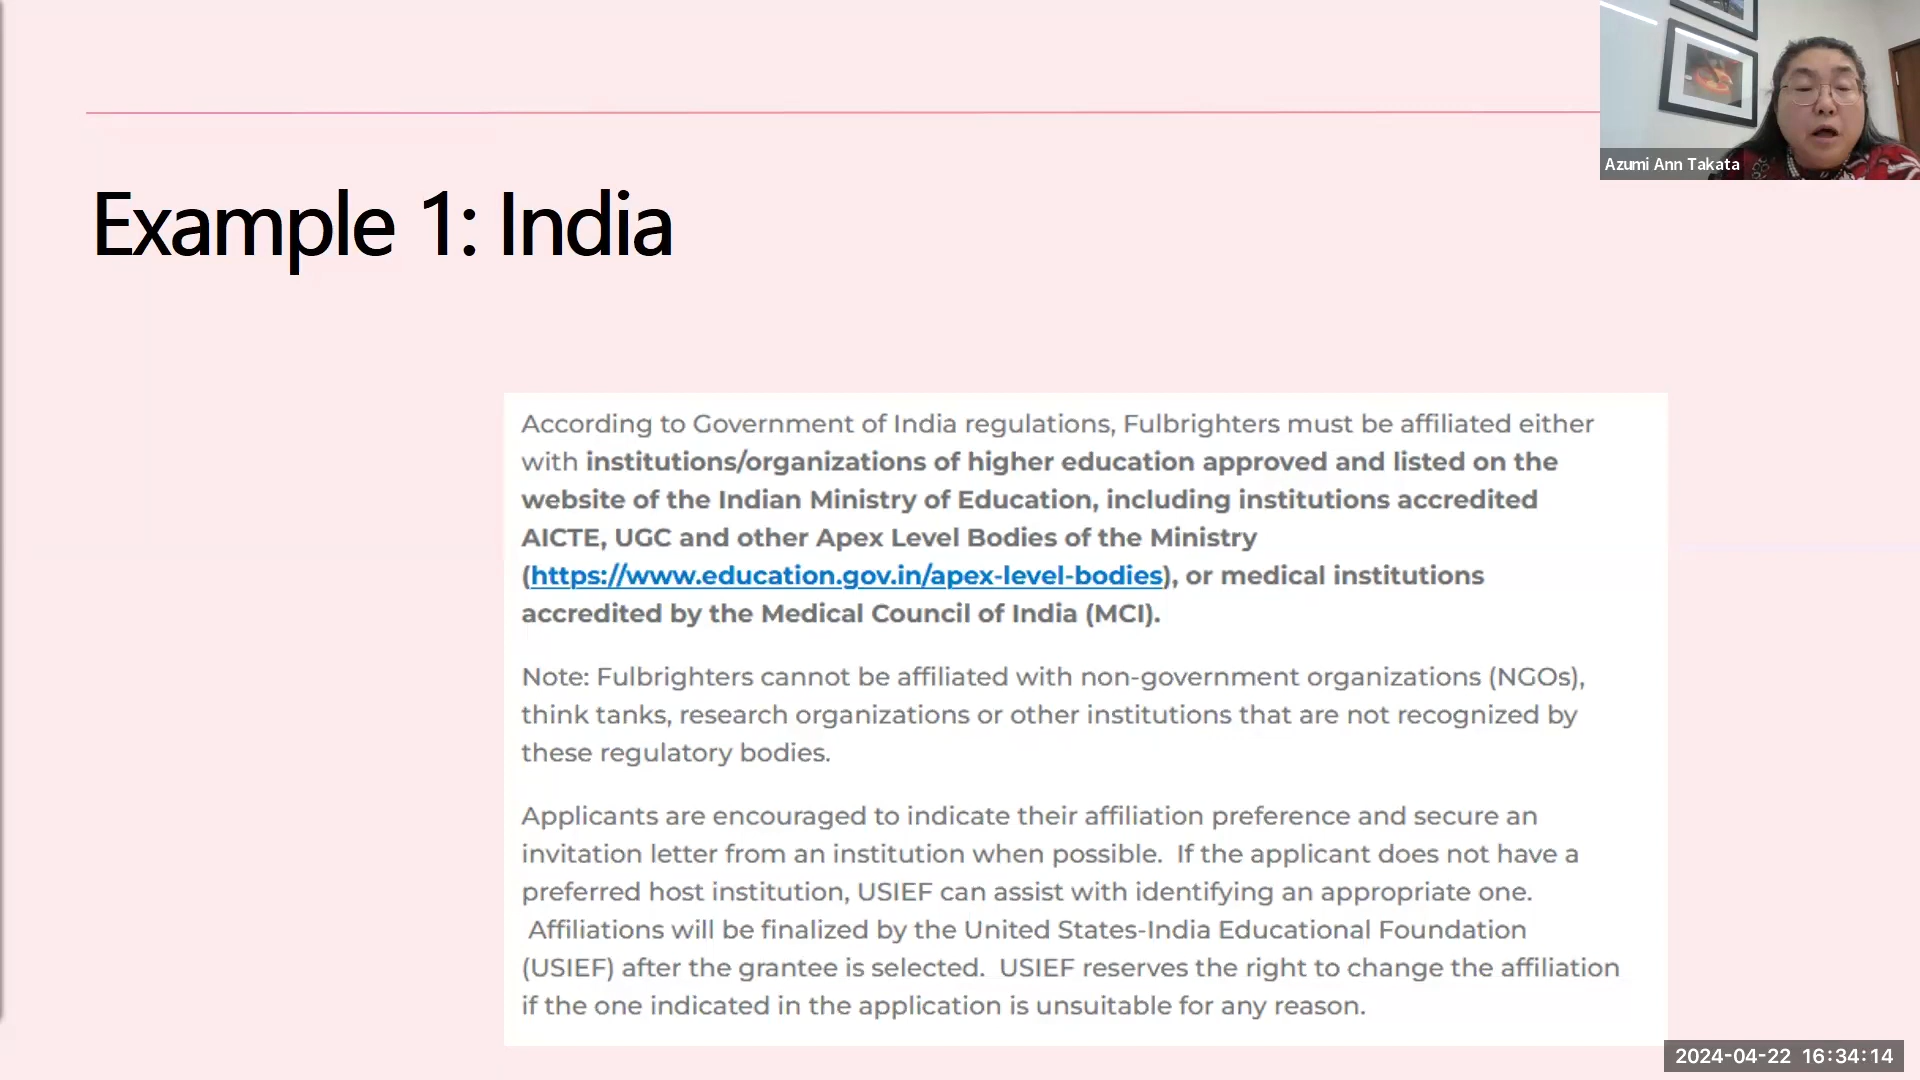 Azumi Ann Takata
Example 1: India
According to Government of India regulations, Fulbrighters must be affiliated either
with institutions/organizations of higher education approved and listed on the
website of the Indian Ministry of Education, including institutions accredited
AICTE, UGC and other Apex Level Bodies of the Ministry
(https://www.education.gov.in/apex-level-bodies), or medical institutions
accredited by the Medical Council of India (MCI).
Note: Fulbrighters cannot be affiliated with non-government organizations (NGOs),
think tanks, research organizations or other institutions that are not recognized by
these regulatory bodies.
Applicants are encouraged to indicate their affiliation preference and secure an
invitation letter from an institution when possible.  If the applicant does not have a
preferred host institution, USIEF can assist with identifying an appropriate one.
Affiliations will be finalized by the United States-India Educational Foundation
(USIEF) after the grantee is selected.  USIEF reserves the right to change the affiliation
if the one indicated in the application is unsuitable for any reason.
2024-04-22 16:34:14